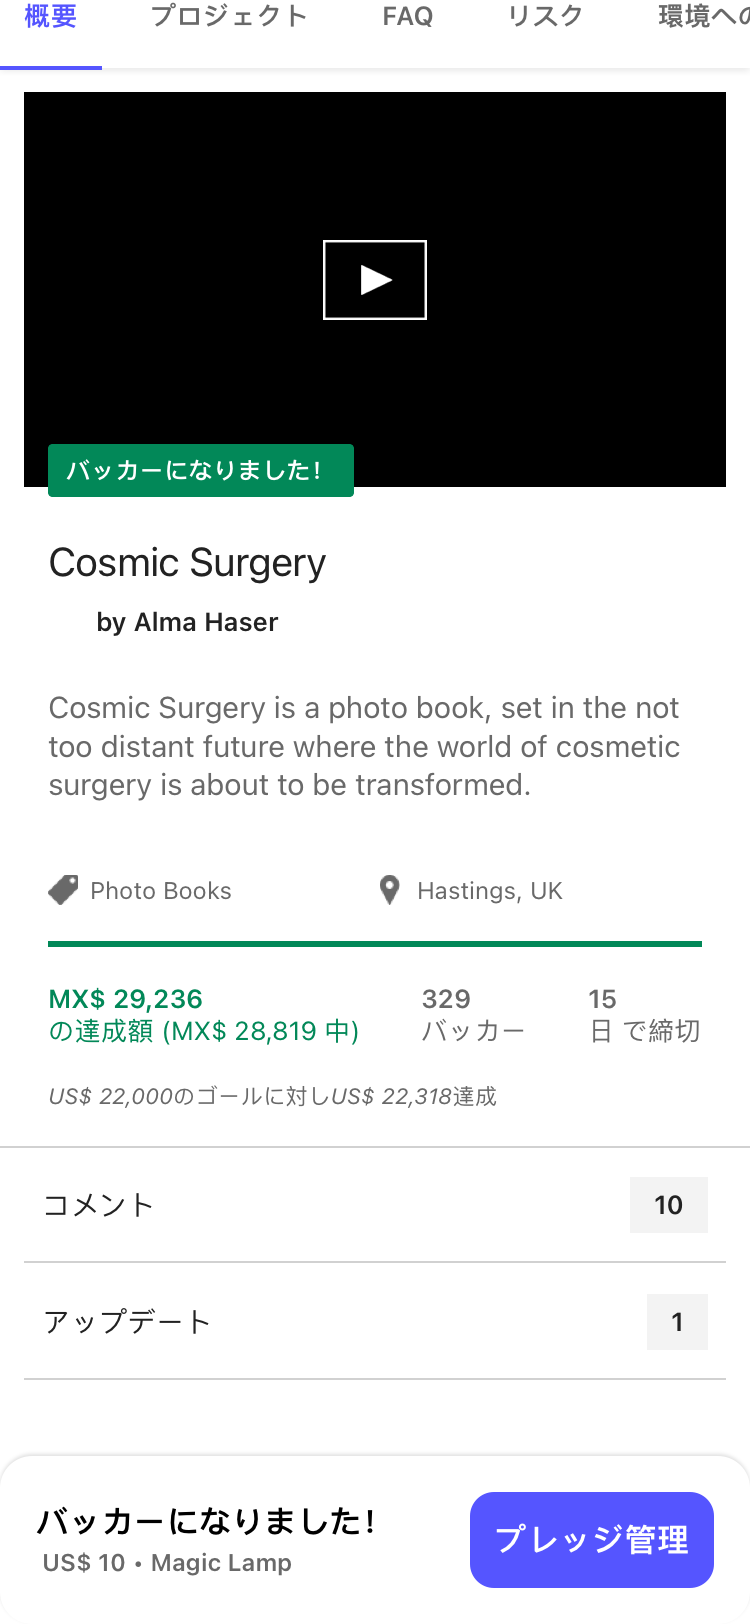 概要 プロジェクト FAQ リスク 環境への
バッカーになりました!
Cosmic Surgery
by Alma Haser
Cosmic Surgery is a photo book, set in the not
too distant future where the world of cosmetic
surgery is about to be transformed.
Photo Books Hastings, UK
MX$ 29,236 329 15
の達成額 (MX$ 28,819 中) バッカー 日 で締切
US$ 22,000のゴールに対しUS$ 22,318達成
コメント 10
アップデート 1
バッカーになりました!
US$ 10 • Magic Lamp
プレッジ管理